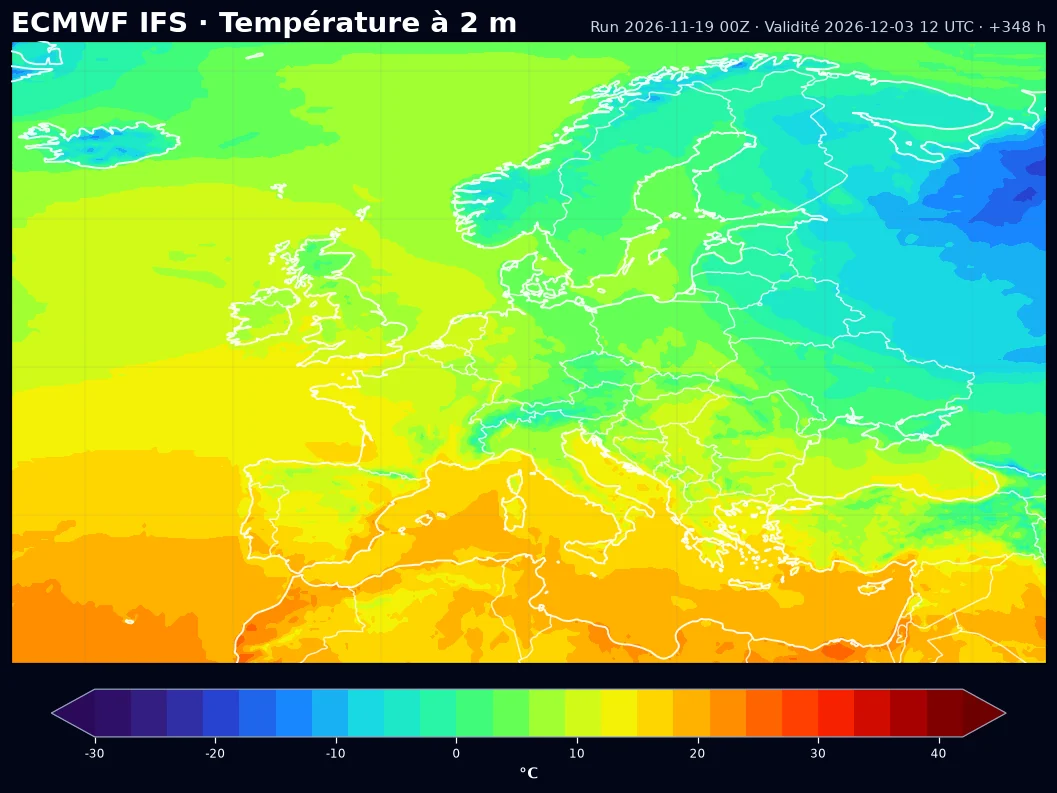 ECMWF IFS · Température à 2 m
Run 2026-11-19 00Z · Validité 2026-12-03 12 UTC · +348 h
-30 -20 -10 0 10 20 30 40
°C